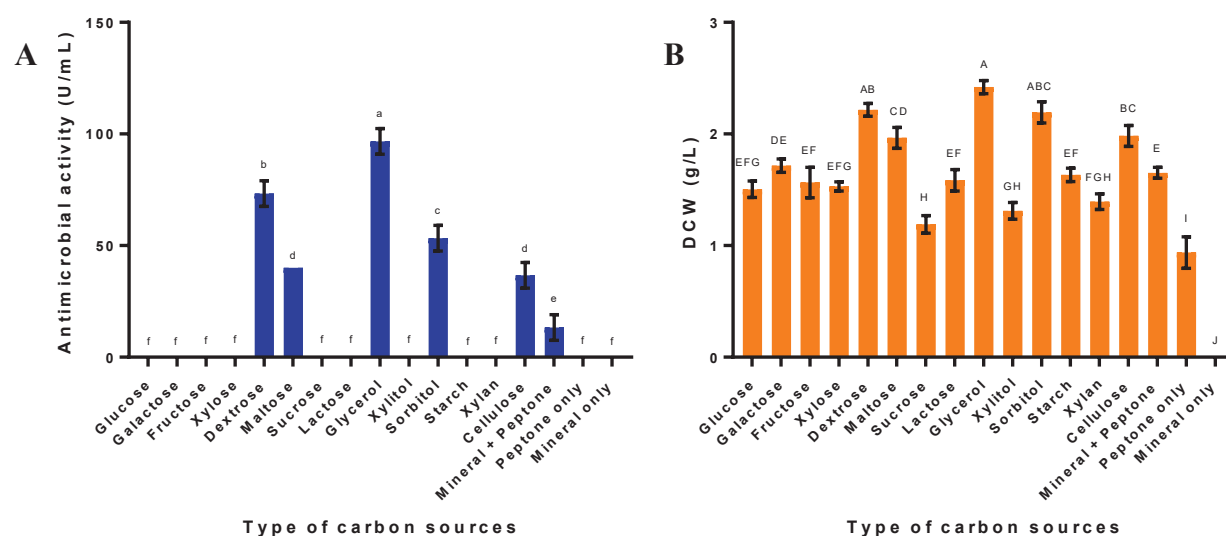 A
Antimicrobial activity (U/mL)
150
100
50
0
f
f
f
f
b
d
f
f
a
f
c
f
f
d
e
f
f
Glucose
Galactose
Fructose
Xylose
Dextrose
Maltose
Sucrose
Lactose
Glycerol
Xylitol
Sorbitol
Starch
Xylan
Cellulose
Mineral + Peptone
Peptone only
Mineral only
Type of carbon sources
B
DCW (g/L)
3
2
1
0
EFG
DE
EF
EFG
AB
CD
H
EF
A
GH
ABC
EF
FGH
BC
E
I
J
Glucose
Galactose
Fructose
Xylose
Dextrose
Maltose
Sucrose
Lactose
Glycerol
Xylitol
Sorbitol
Starch
Xylan
Cellulose
Mineral + Peptone
Peptone only
Mineral only
Type of carbon sources